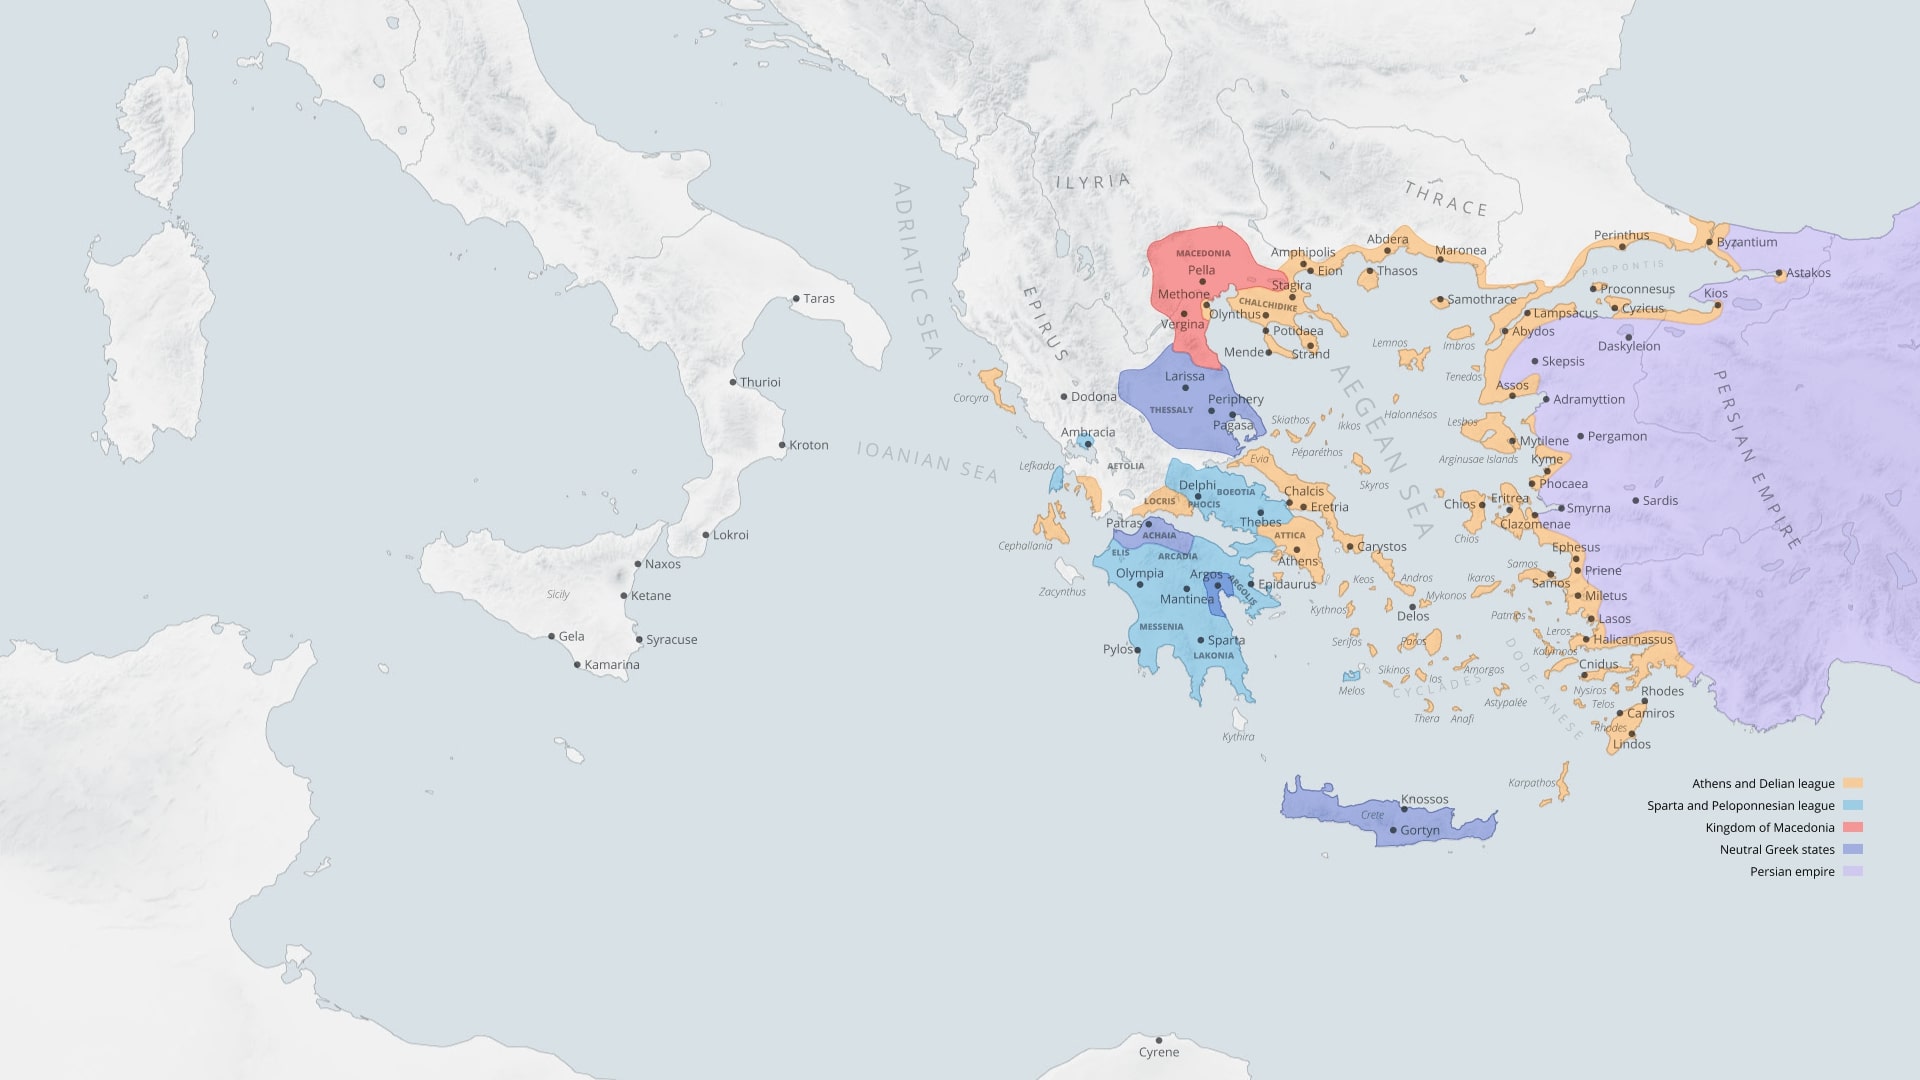 ILYRIA
THRACE
ADRIATIC SEA
EPIRUS
IOANIAN SEA
AEGEAN SEA
PROPONTIS
PERSIAN EMPIRE
CYCLADES
DODECANESE
MACEDONIA
Pella
Methone
Vergina
Amphipolis
Eion
Stagira
CHALCHIDIKE
Olynthus
Potidaea
Mende
Strand
Abdera
Maronea
Thasos
Samothrace
Perinthus
Byzantium
Astakos
Proconnesus
Kios
Cyzicus
Lampsacus
Abydos
Daskyleion
Skepsis
Imbros
Lemnos
Tenedos
Assos
Adramyttion
Halonnésos
Lesbos
Mytilene
Pergamon
Arginusae Islands
Kyme
Phocaea
Sardis
Smyrna
Eritrea
Chios
Chios
Clazomenae
Ephesus
Priene
Samos
Samos
Ikaros
Miletus
Patmos
Lasos
Leros
Halicarnassus
Kalymnos
Cnidus
Nysiros
Telos
Rhodes
Camiros
Rhodes
Lindos
Karpathos
Larissa
THESSALY
Periphery
Pagasa
Skiathos
Ikkos
Péparéthos
Skyros
Evia
Corcyra
Dodona
Ambracia
Lefkada
AETOLIA
LOCRIS
Delphi
PHOCIS
BOEOTIA
Thebes
Chalcis
Eretria
ATTICA
Athens
Carystos
Cephallania
Zacynthus
Patras
ACHAIA
ELIS
ARCADIA
Olympia
Argos
ARGOLIS
Mantinea
Epidaurus
MESSENIA
Pylos
Sparta
LAKONIA
Kythira
Keos
Andros
Kythnos
Mykonos
Delos
Serifos
Paros
Melos
Sikinos
Ios
Amorgos
Astypalée
Thera
Anafi
Knossos
Crete
Gortyn
Taras
Thurioi
Kroton
Lokroi
Naxos
Ketane
Sicily
Gela
Syracuse
Kamarina
Cyrene
Athens and Delian league
Sparta and Peloponnesian league
Kingdom of Macedonia
Neutral Greek states
Persian empire